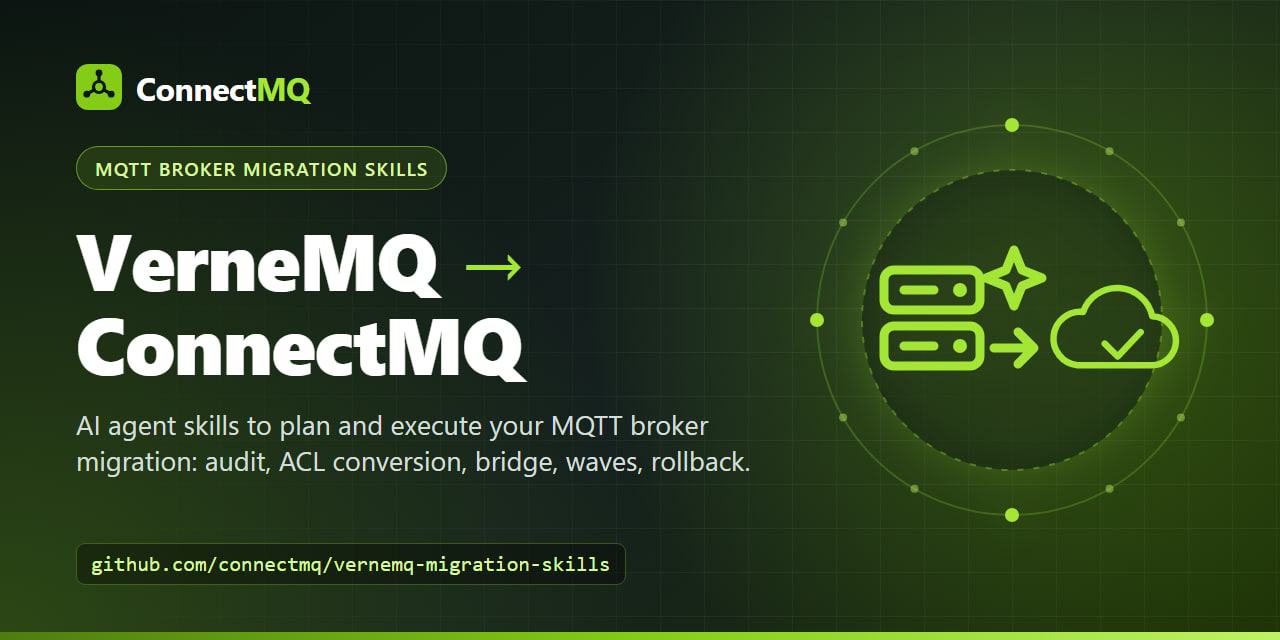 ConnectMQ
MQTT BROKER MIGRATION SKILLS
VerneMQ →
ConnectMQ
AI agent skills to plan and execute your MQTT broker
migration: audit, ACL conversion, bridge, waves, rollback.
github.com/connectmq/vernemq-migration-skills